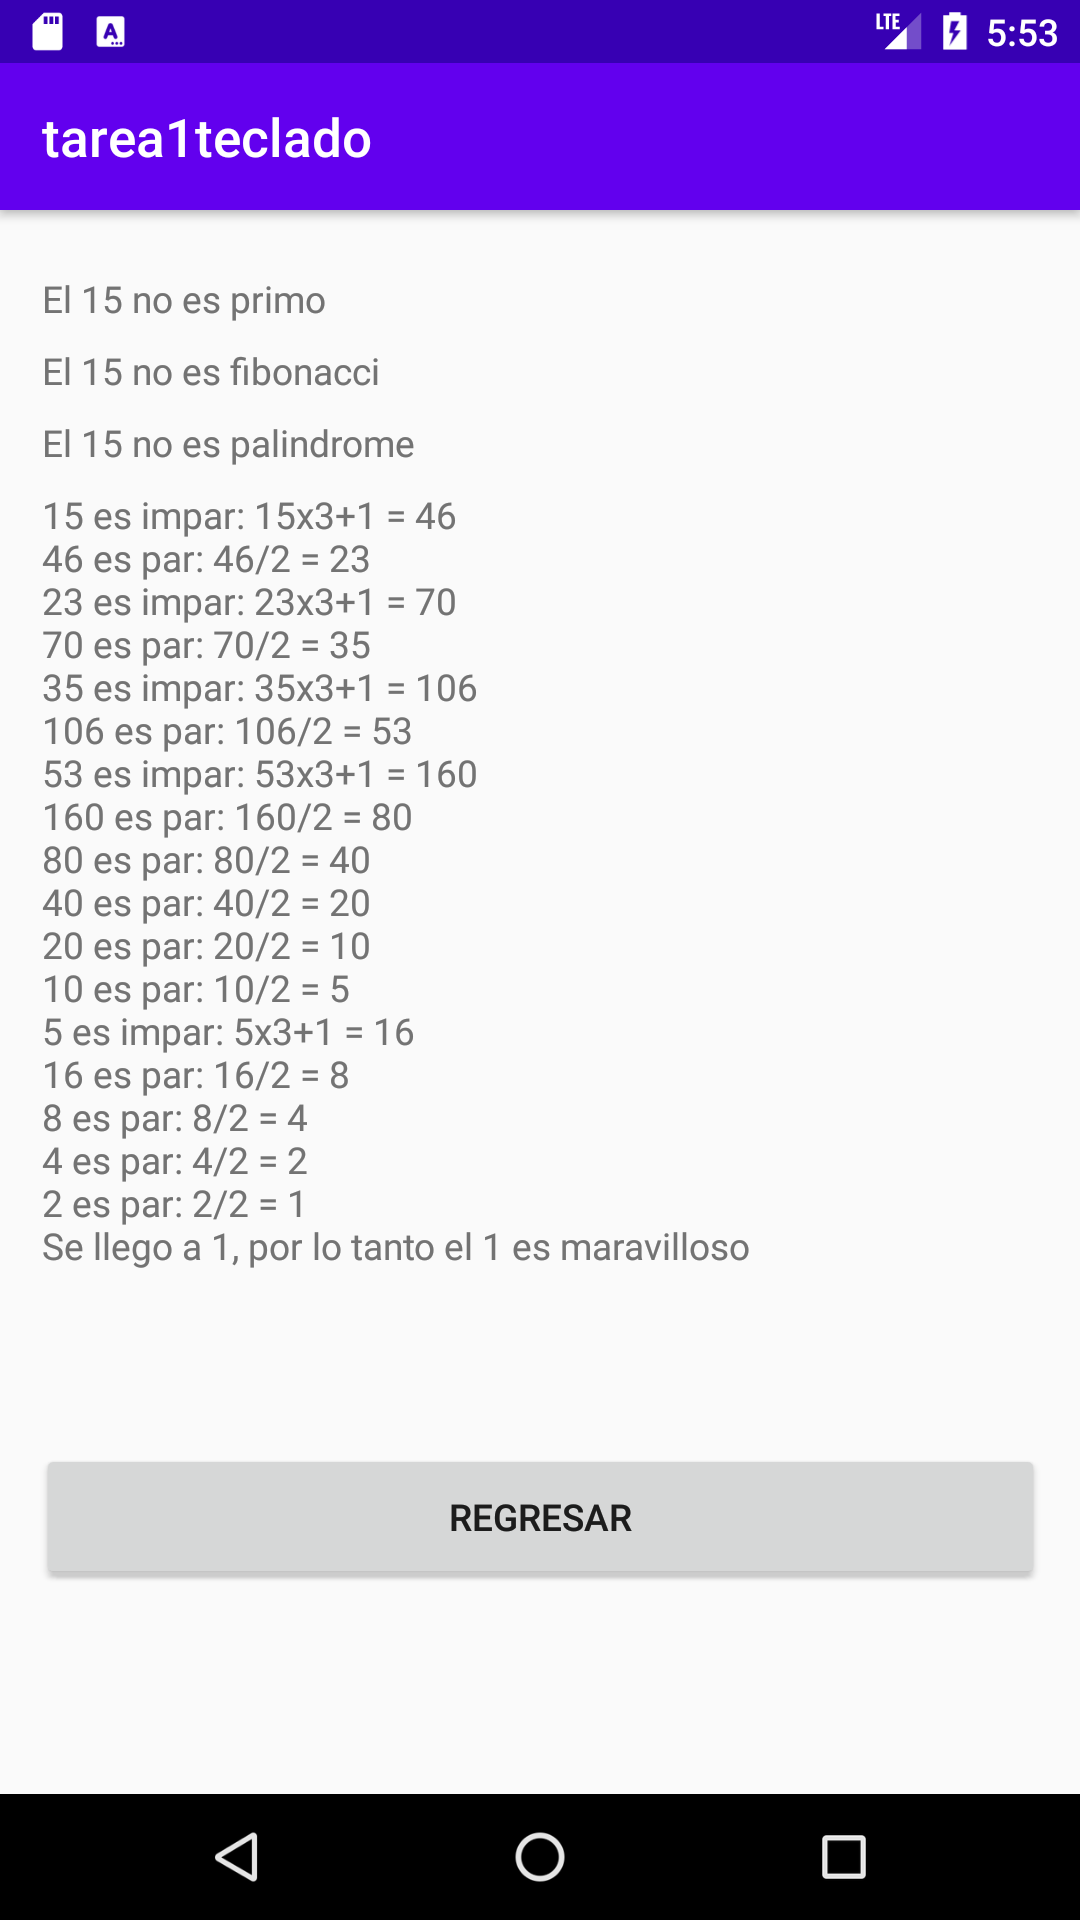 LTE 5:53
tarea1teclado
El 15 no es primo
El 15 no es fibonacci
El 15 no es palindrome
15 es impar: 15x3+1 = 46
46 es par: 46/2 = 23
23 es impar: 23x3+1 = 70
70 es par: 70/2 = 35
35 es impar: 35x3+1 = 106
106 es par: 106/2 = 53
53 es impar: 53x3+1 = 160
160 es par: 160/2 = 80
80 es par: 80/2 = 40
40 es par: 40/2 = 20
20 es par: 20/2 = 10
10 es par: 10/2 = 5
5 es impar: 5x3+1 = 16
16 es par: 16/2 = 8
8 es par: 8/2 = 4
4 es par: 4/2 = 2
2 es par: 2/2 = 1
Se llego a 1, por lo tanto el 1 es maravilloso
REGRESAR